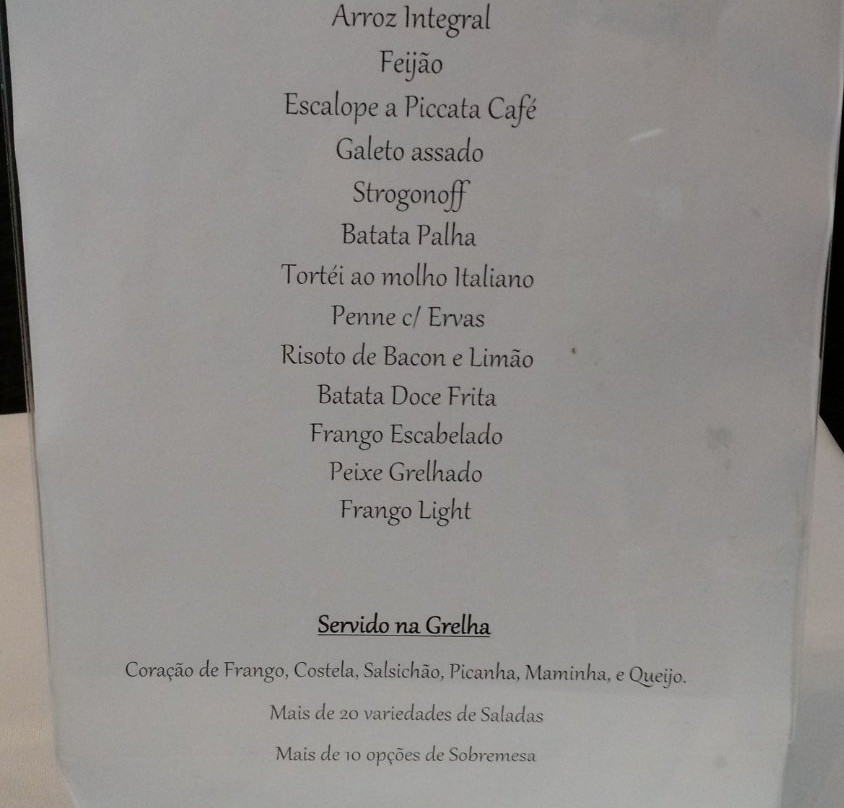 Arroz Integral
Feijão
Escalope a Piccata Café
Galeto assado
Strogonoff
Batata Palha
Tortéi ao molho Italiano
Penne c/ Ervas
Risoto de Bacon e Limão
Batata Doce Frita
Frango Escabelado
Peixe Grelhado
Frango Light
Servido na Grelha
Coração de Frango, Costela, Salsichão, Picanha, Maminha, e Queijo.
Mais de 20 variedades de Saladas
Mais de 10 opções de Sobremesa